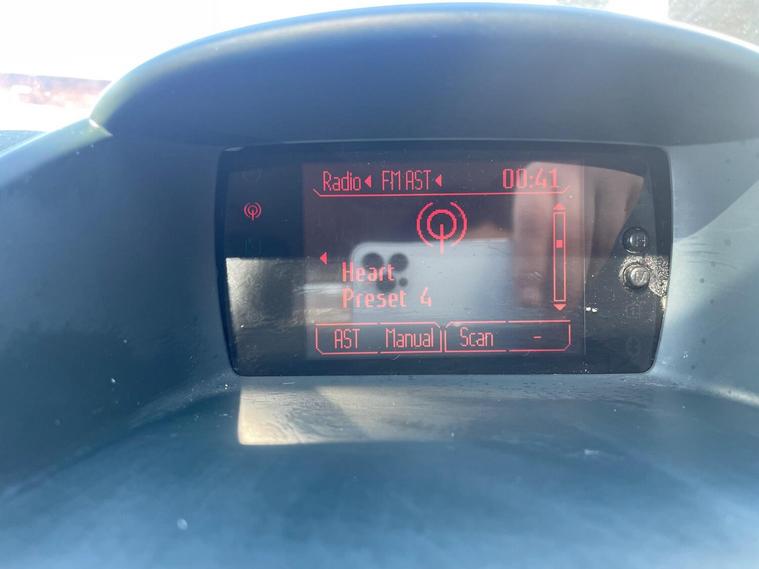 Radio FM AST 00:41
Heart
Preset 4
AST Manual Scan -